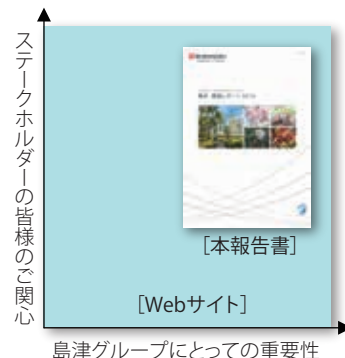 ステークホルダーの皆様のご関心
［本報告書］
［Webサイト］
島津グループにとっての重要性